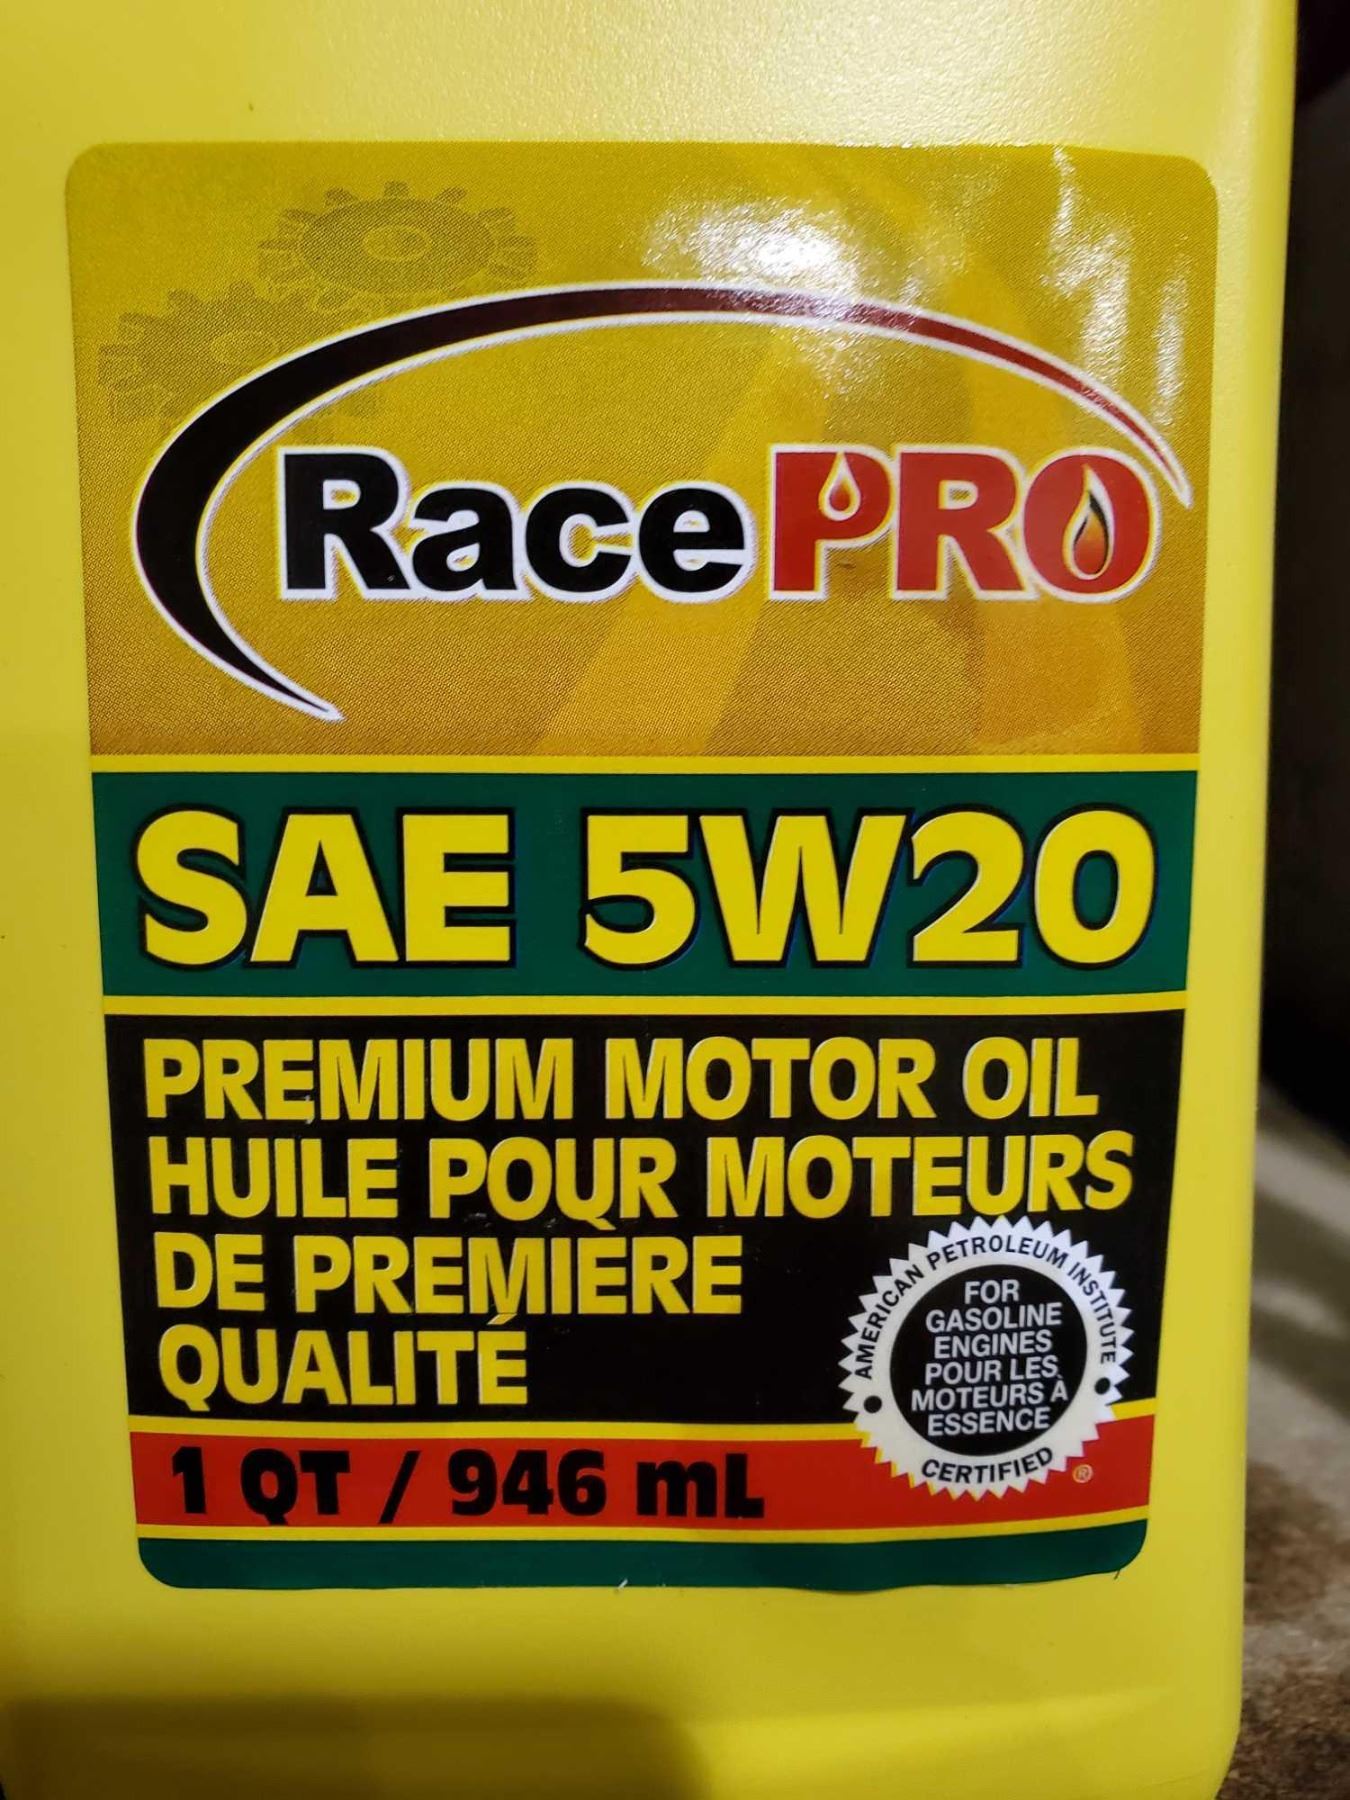 RacePRO
SAE 5W20
PREMIUM MOTOR OIL
HUILE POUR MOTEURS
DE PREMIÈRE
QUALITÉ
AMERICAN PETROLEUM INSTITUTE
FOR
GASOLINE
ENGINES
POUR LES
MOTEURS À
ESSENCE
CERTIFIED ®
1 QT / 946 mL